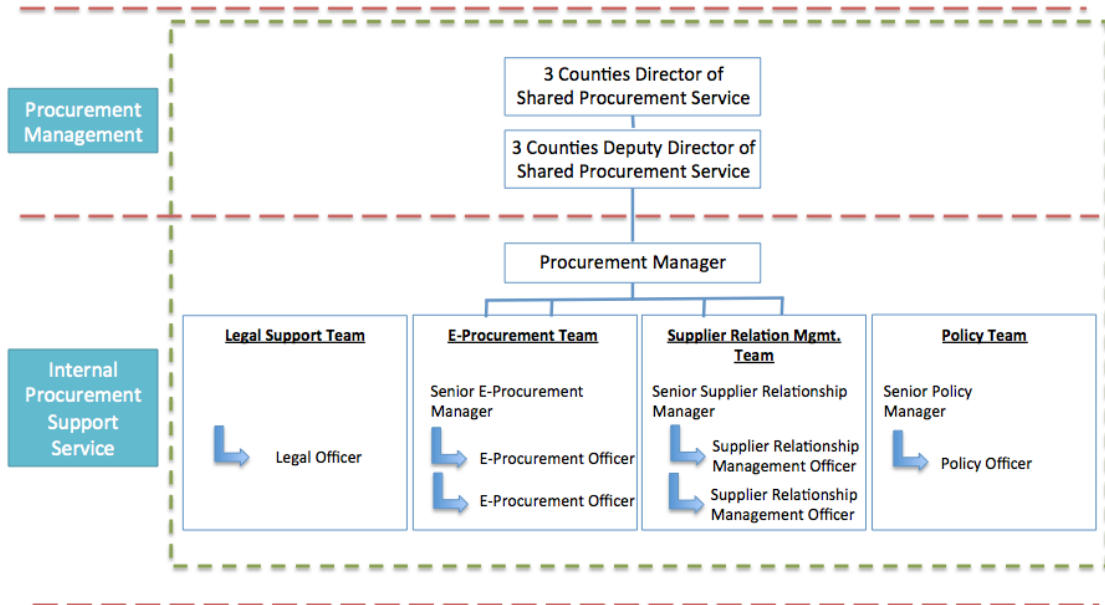 Procurement
Management
3 Counties Director of
Shared Procurement Service
3 Counties Deputy Director of
Shared Procurement Service
Internal
Procurement
Support
Service
Procurement Manager
Legal Support Team
Legal Officer
E-Procurement Team
Senior E-Procurement
Manager
E-Procurement Officer
E-Procurement Officer
Supplier Relation Mgmt.
Team
Senior Supplier Relationship
Manager
Supplier Relationship
Management Officer
Supplier Relationship
Management Officer
Policy Team
Senior Policy
Manager
Policy Officer